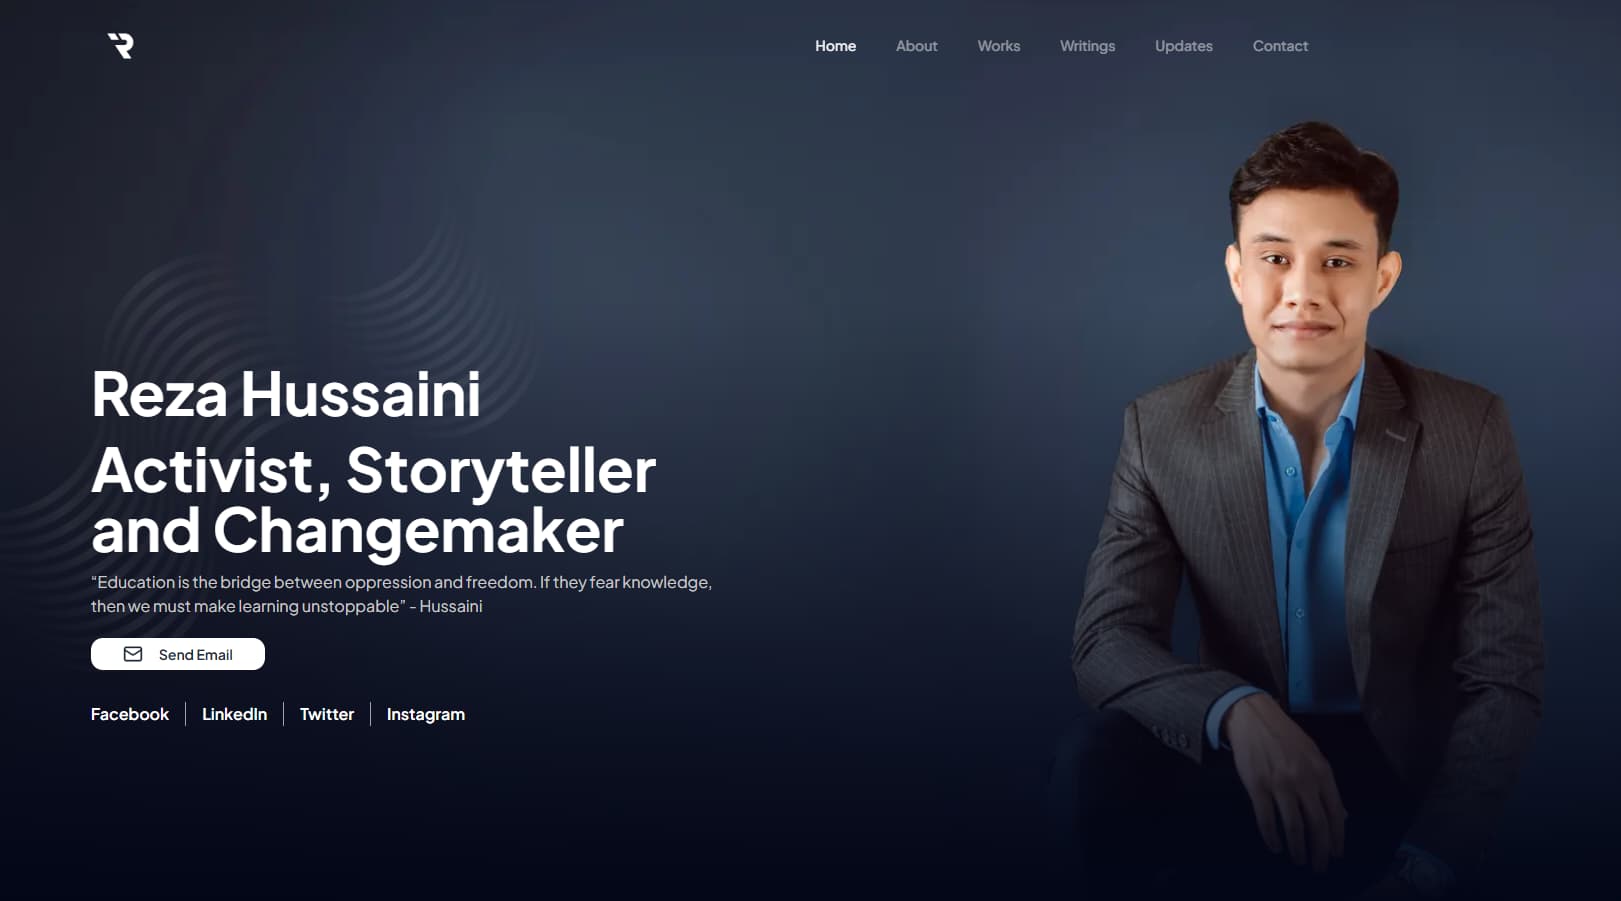 Home About Works Writings Updates Contact
Reza Hussaini
Activist, Storyteller
and Changemaker
“Education is the bridge between oppression and freedom. If they fear knowledge,
then we must make learning unstoppable” - Hussaini
Send Email
Facebook LinkedIn Twitter Instagram